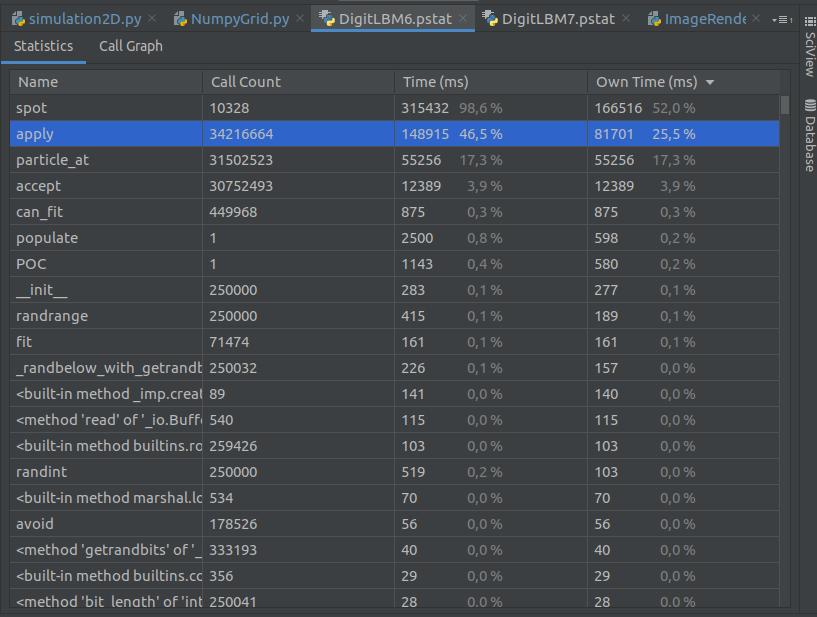 simulation2D.py NumpyGrid.py DigitLBM6.pstat DigitLBM7.pstat ImageRende
Statistics Call Graph
Name Call Count Time (ms) Own Time (ms)
spot 10328 315432 98,6 % 166516 52,0 %
apply 34216664 148915 46,5 % 81701 25,5 %
particle_at 31502523 55256 17,3 % 55256 17,3 %
accept 30752493 12389 3,9 % 12389 3,9 %
can_fit 449968 875 0,3 % 875 0,3 %
populate 1 2500 0,8 % 598 0,2 %
POC 1 1143 0,4 % 580 0,2 %
__init__ 250000 283 0,1 % 277 0,1 %
randrange 250000 415 0,1 % 189 0,1 %
fit 71474 161 0,1 % 161 0,1 %
_randbelow_with_getrandb 250032 226 0,1 % 157 0,0 %
<built-in method _imp.creat 89 141 0,0 % 140 0,0 %
<method 'read' of '_io.Buff 540 115 0,0 % 115 0,0 %
<built-in method builtins.ro 259426 103 0,0 % 103 0,0 %
randint 250000 519 0,2 % 103 0,0 %
<built-in method marshal.lo 534 70 0,0 % 70 0,0 %
avoid 178526 56 0,0 % 56 0,0 %
<method 'getrandbits' of '_ 333193 40 0,0 % 40 0,0 %
<built-in method builtins.co 356 29 0,0 % 29 0,0 %
<method 'bit_length' of 'int 250041 28 0,0 % 28 0,0 %
SciView
Database